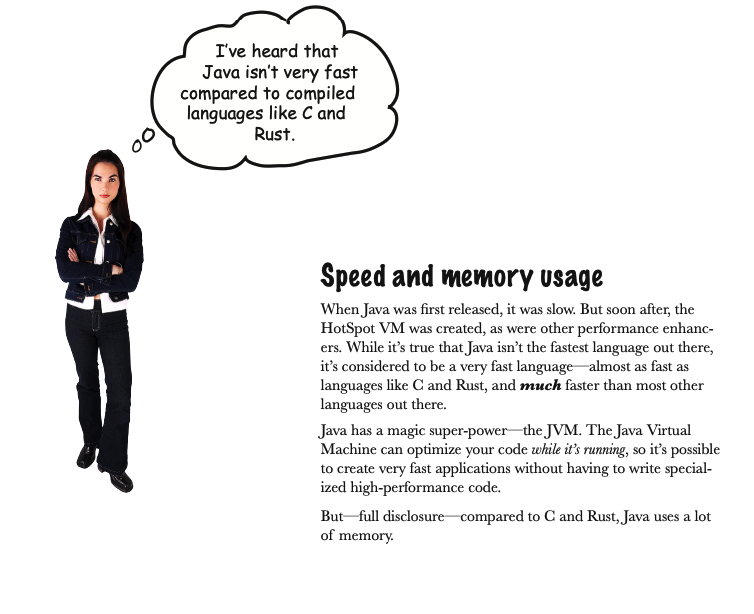 I've heard that
Java isn't very fast
compared to compiled
languages like C and
Rust.
Speed and memory usage
When Java was first released, it was slow. But soon after, the
HotSpot VM was created, as were other performance enhanc-
ers. While it's true that Java isn't the fastest language out there,
it's considered to be a very fast language—almost as fast as
languages like C and Rust, and much faster than most other
languages out there.
Java has a magic super-power—the JVM. The Java Virtual
Machine can optimize your code while it's running, so it's possible
to create very fast applications without having to write special-
ized high-performance code.
But—full disclosure—compared to C and Rust, Java uses a lot
of memory.